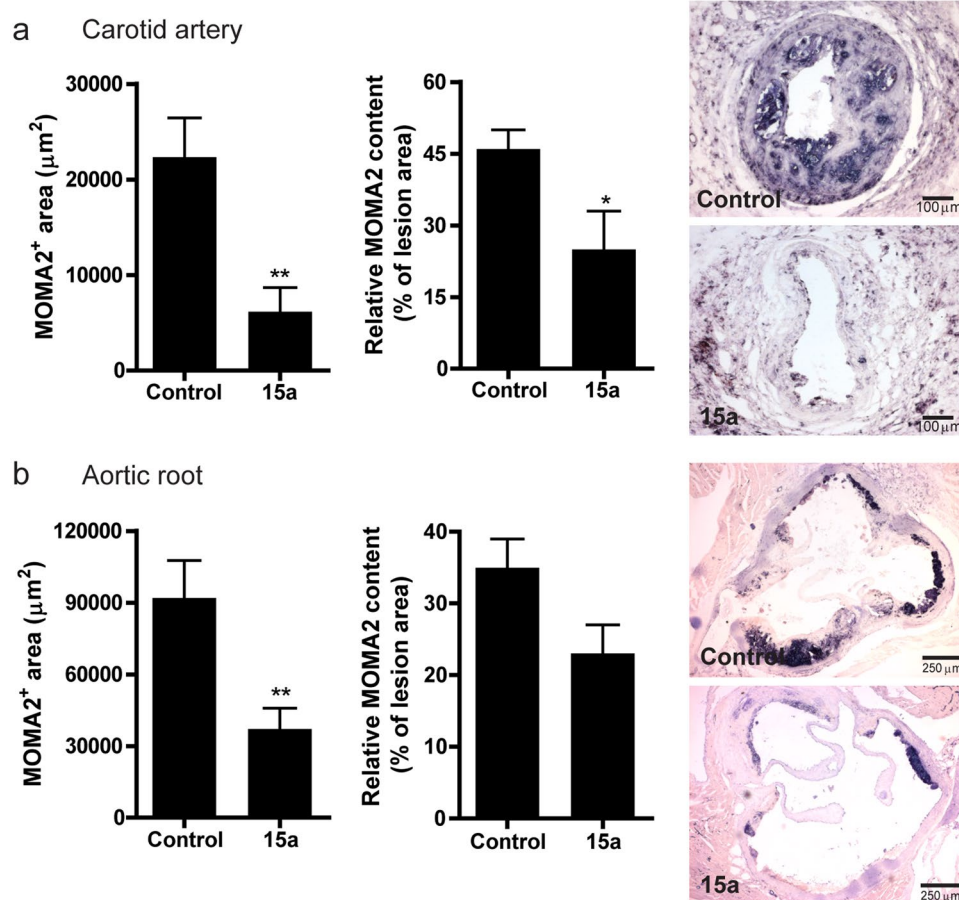 a Carotid artery
MOMA2⁺ area (μm²)
30000
20000
10000
0
**
Control 15a
Relative MOMA2 content
(% of lesion area)
60
45
30
15
0
*
Control 15a
Control
100 μm
15a
100 μm
b Aortic root
MOMA2⁺ area (μm²)
120000
90000
60000
30000
0
**
Control 15a
Relative MOMA2 content
(% of lesion area)
40
30
20
10
0
Control 15a
Control
250 μm
15a
250 μm